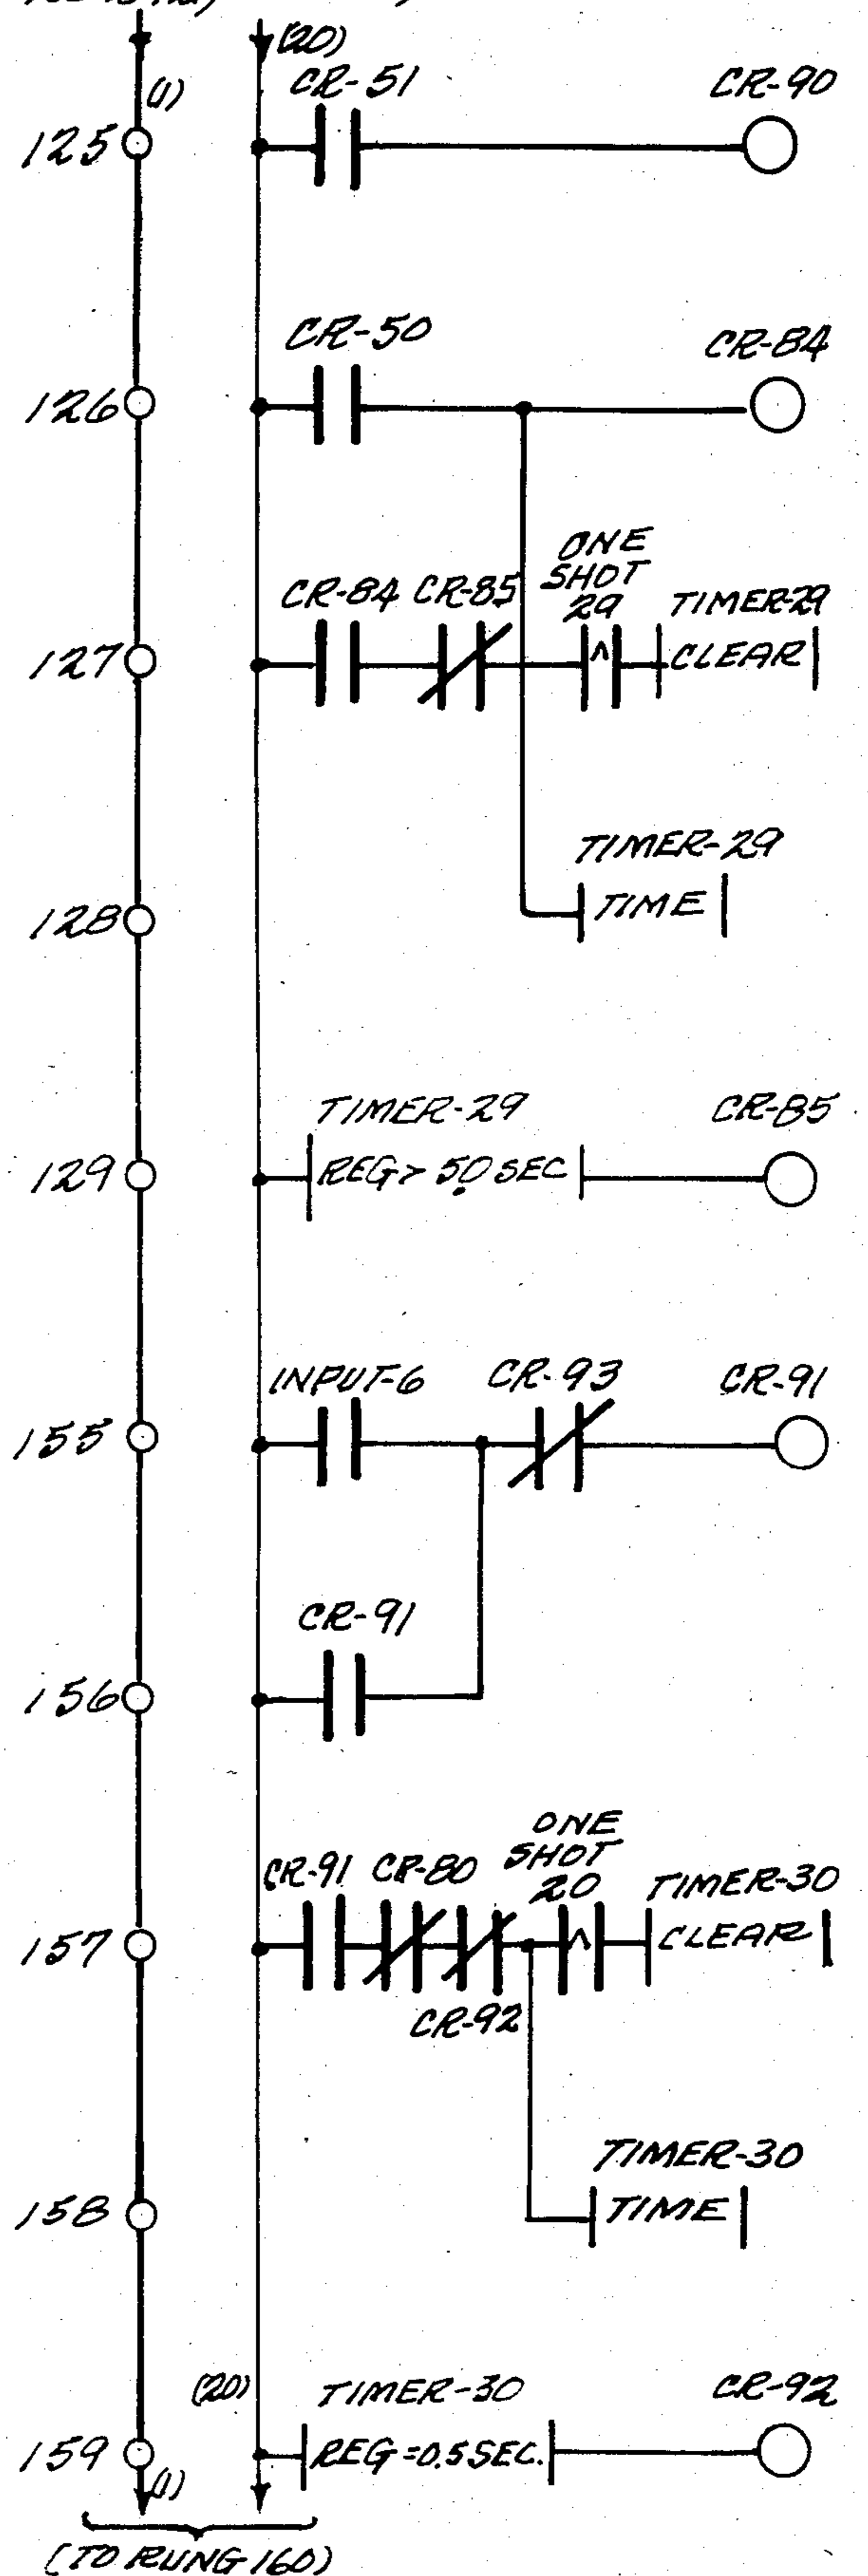 (20)
(1)
CR-51 CR-90
125
CR-50 CR-84
126
ONE
SHOT
CR-84 CR-85 29 TIMER-29
127 ^ CLEAR
TIMER-29
128 TIME
TIMER-29 CR-85
129 REG > 5.0 SEC
INPUT-6 CR-93 CR-91
155
CR-91
156
ONE
SHOT
CR-91 CR-80 20 TIMER-30
157 ^ CLEAR
CR-92
TIMER-30
158 TIME
(20) TIMER-30 CR-92
159 REG = 0.5 SEC.
(1)
(TO RUNG 160)